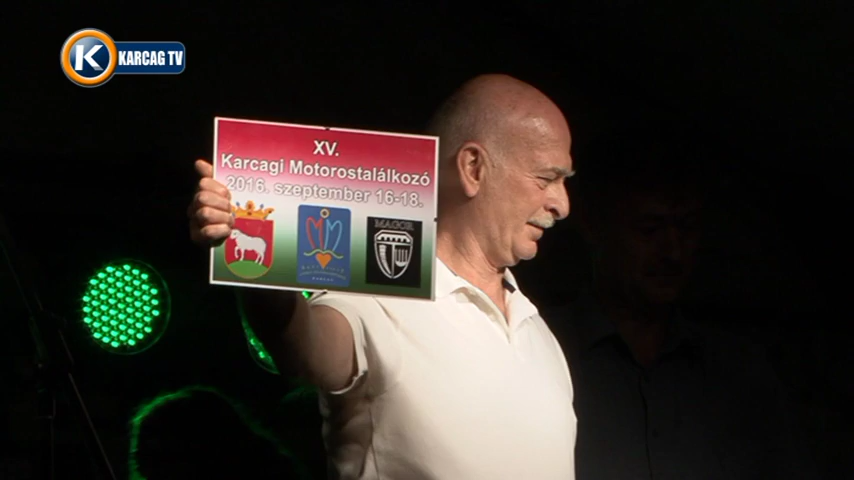 K KARCAG TV
XV.
Karcagi Motorostalálkozó
2016. szeptember 16-18.
MAGOR